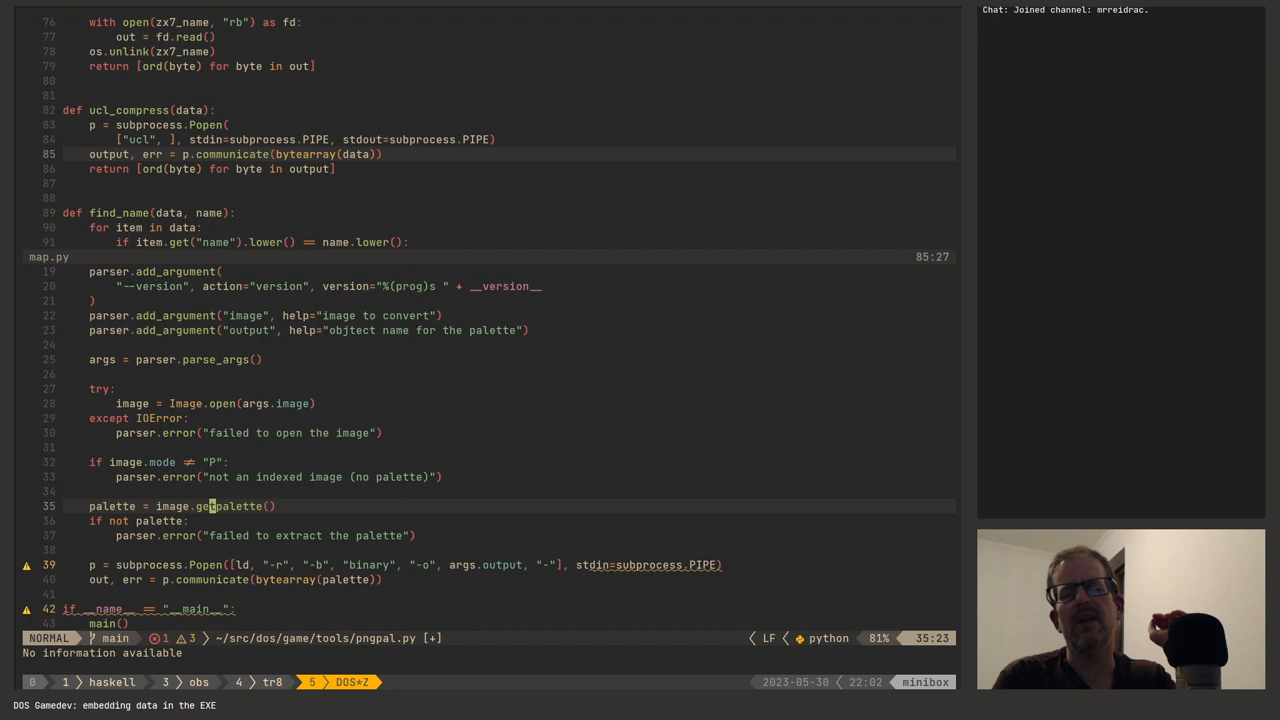 Chat: Joined channel: mrreidrac.
76 with open(zx7_name, "rb") as fd:
77 out = fd.read()
78 os.unlink(zx7_name)
79 return [ord(byte) for byte in out]
80
81
82 def ucl_compress(data):
83 p = subprocess.Popen(
84 ["ucl", ], stdin=subprocess.PIPE, stdout=subprocess.PIPE)
85 output, err = p.communicate(bytearray(data))
86 return [ord(byte) for byte in output]
87
88
89 def find_name(data, name):
90 for item in data:
91 if item.get("name").lower() == name.lower():
map.py 85:27
19 parser.add_argument(
20 "--version", action="version", version="%(prog)s " + __version__
21 )
22 parser.add_argument("image", help="image to convert")
23 parser.add_argument("output", help="objtect name for the palette")
24
25 args = parser.parse_args()
26
27 try:
28 image = Image.open(args.image)
29 except IOError:
30 parser.error("failed to open the image")
31
32 if image.mode ≠ "P":
33 parser.error("not an indexed image (no palette)")
34
35 palette = image.getpalette()
36 if not palette:
37 parser.error("failed to extract the palette")
38
39 p = subprocess.Popen([ld, "-r", "-b", "binary", "-o", args.output, "-"], stdin=subprocess.PIPE)
40 out, err = p.communicate(bytearray(palette))
41
42 if __name__ == "__main__":
43 main()
NORMAL main 1 3 ~/src/dos/game/tools/pngpal.py [+] LF python 81% 35:23
No information available
0 1 haskell 3 obs 4 tr8 5 DOS*Z 2023-05-30 22:02 minibox
DOS Gamedev: embedding data in the EXE